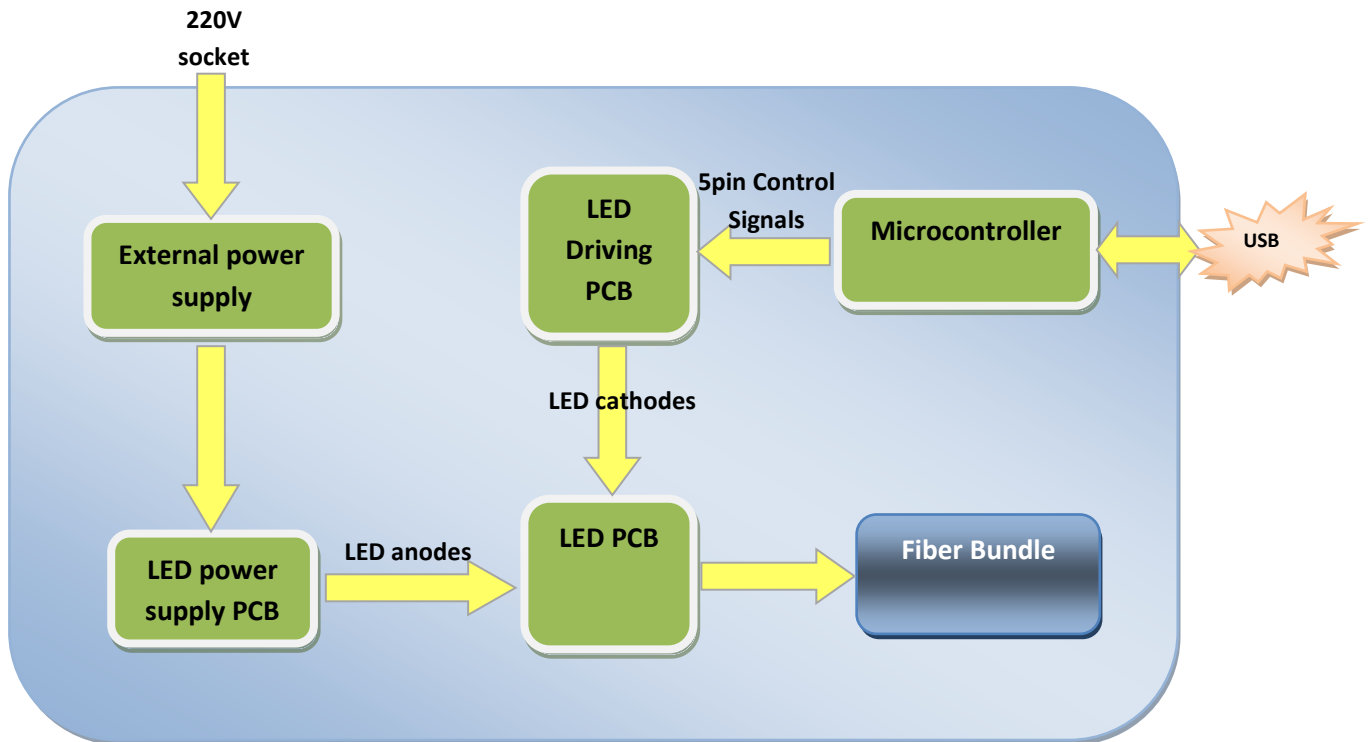 220V
socket
External power
supply
LED power
supply PCB
LED anodes
LED
Driving
PCB
5pin Control
Signals
Microcontroller
USB
LED cathodes
LED PCB
Fiber Bundle